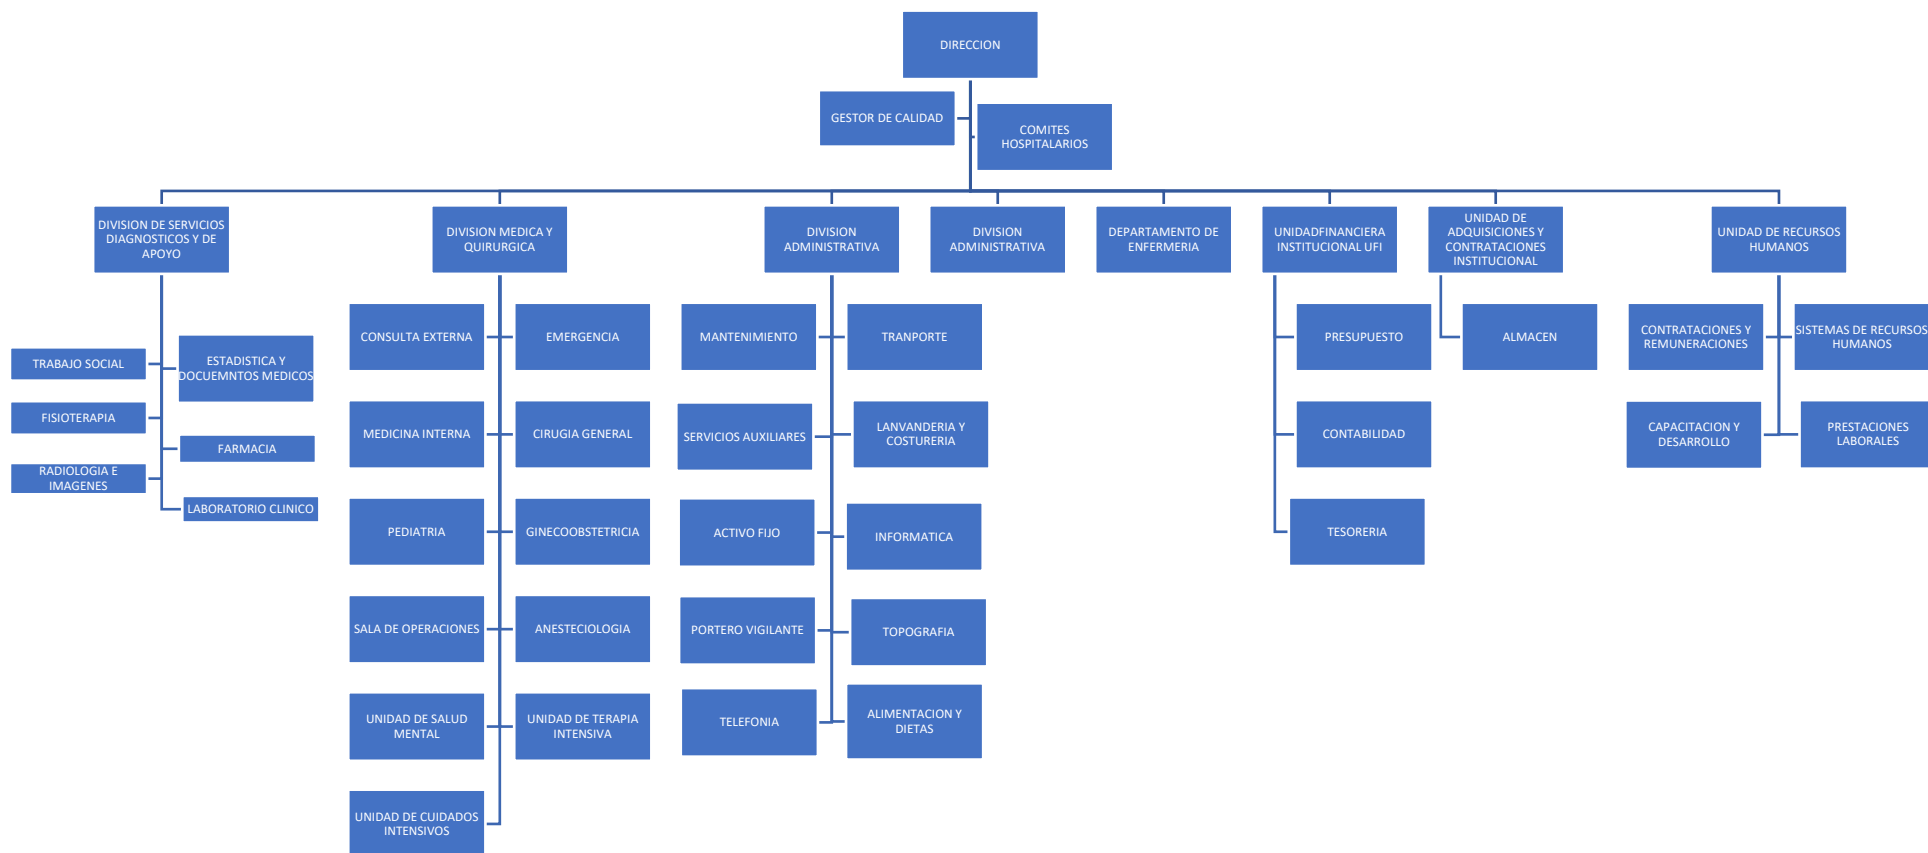 DIRECCION
GESTOR DE CALIDAD
COMITES
HOSPITALARIOS
DIVISION DE SERVICIOS
DIAGNOSTICOS Y DE
APOYO
DIVISION MEDICA Y
QUIRURGICA
DIVISION
ADMINISTRATIVA
DIVISION
ADMINISTRATIVA
DEPARTAMENTO DE
ENFERMERIA
UNIDADFINANCIERA
INSTITUCIONAL UFI
UNIDAD DE
ADQUISICIONES Y
CONTRATACIONES
INSTITUCIONAL
UNIDAD DE RECURSOS
HUMANOS
TRABAJO SOCIAL
ESTADISTICA Y
DOCUEMNTOS MEDICOS
FISIOTERAPIA
FARMACIA
RADIOLOGIA E
IMAGENES
LABORATORIO CLINICO
CONSULTA EXTERNA
EMERGENCIA
MEDICINA INTERNA
CIRUGIA GENERAL
PEDIATRIA
GINECOOBSTETRICIA
SALA DE OPERACIONES
ANESTECIOLOGIA
UNIDAD DE SALUD
MENTAL
UNIDAD DE TERAPIA
INTENSIVA
UNIDAD DE CUIDADOS
INTENSIVOS
MANTENIMIENTO
TRANPORTE
SERVICIOS AUXILIARES
LANVANDERIA Y
COSTURERIA
ACTIVO FIJO
INFORMATICA
PORTERO VIGILANTE
TOPOGRAFIA
TELEFONIA
ALIMENTACION Y
DIETAS
PRESUPUESTO
CONTABILIDAD
TESORERIA
ALMACEN
CONTRATACIONES Y
REMUNERACIONES
SISTEMAS DE RECURSOS
HUMANOS
CAPACITACION Y
DESARROLLO
PRESTACIONES
LABORALES